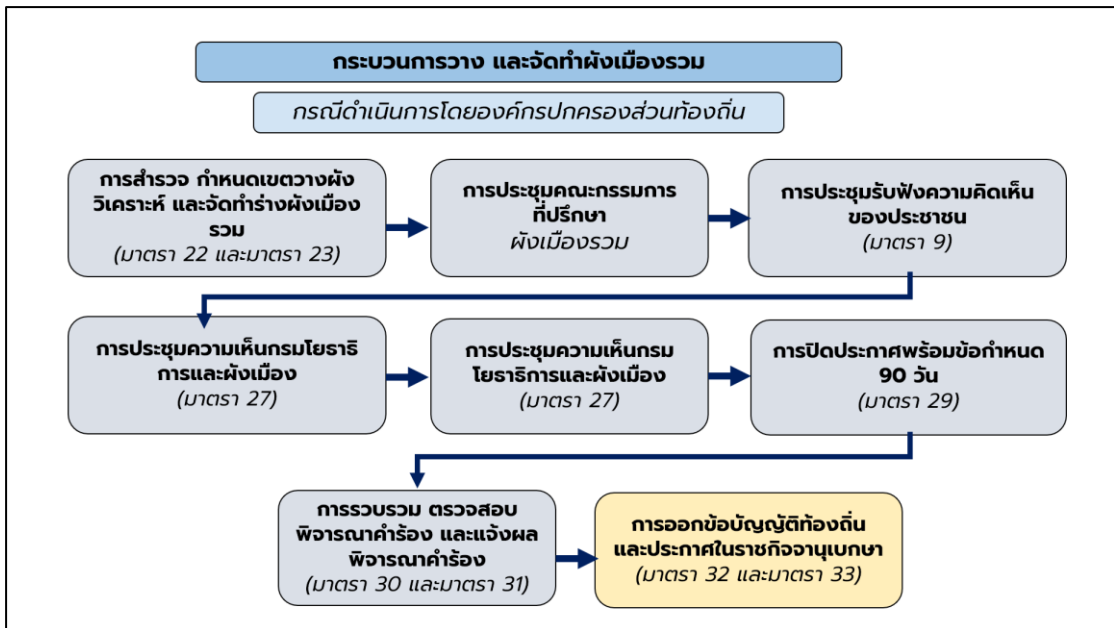 กระบวนการวาง และจัดทำผังเมืองรวม
กรณีดำเนินการโดยองค์กรปกครองส่วนท้องถิ่น
การสำรวจ กำหนดเขตวางผัง
วิเคราะห์ และจัดทำร่างผังเมือง
รวม
(มาตรา 22 และมาตรา 23)
การประชุมคณะกรรมการ
ที่ปรึกษา
ผังเมืองรวม
การประชุมรับฟังความคิดเห็น
ของประชาชน
(มาตรา 9)
การประชุมความเห็นกรมโยธาธิ
การและผังเมือง
(มาตรา 27)
การประชุมความเห็นกรม
โยธาธิการและผังเมือง
(มาตรา 27)
การปิดประกาศพร้อมข้อกำหนด
90 วัน
(มาตรา 29)
การรวบรวม ตรวจสอบ
พิจารณาคำร้อง และแจ้งผล
พิจารณาคำร้อง
(มาตรา 30 และมาตรา 31)
การออกข้อบัญญัติท้องถิ่น
และประกาศในราชกิจจานุเบกษา
(มาตรา 32 และมาตรา 33)